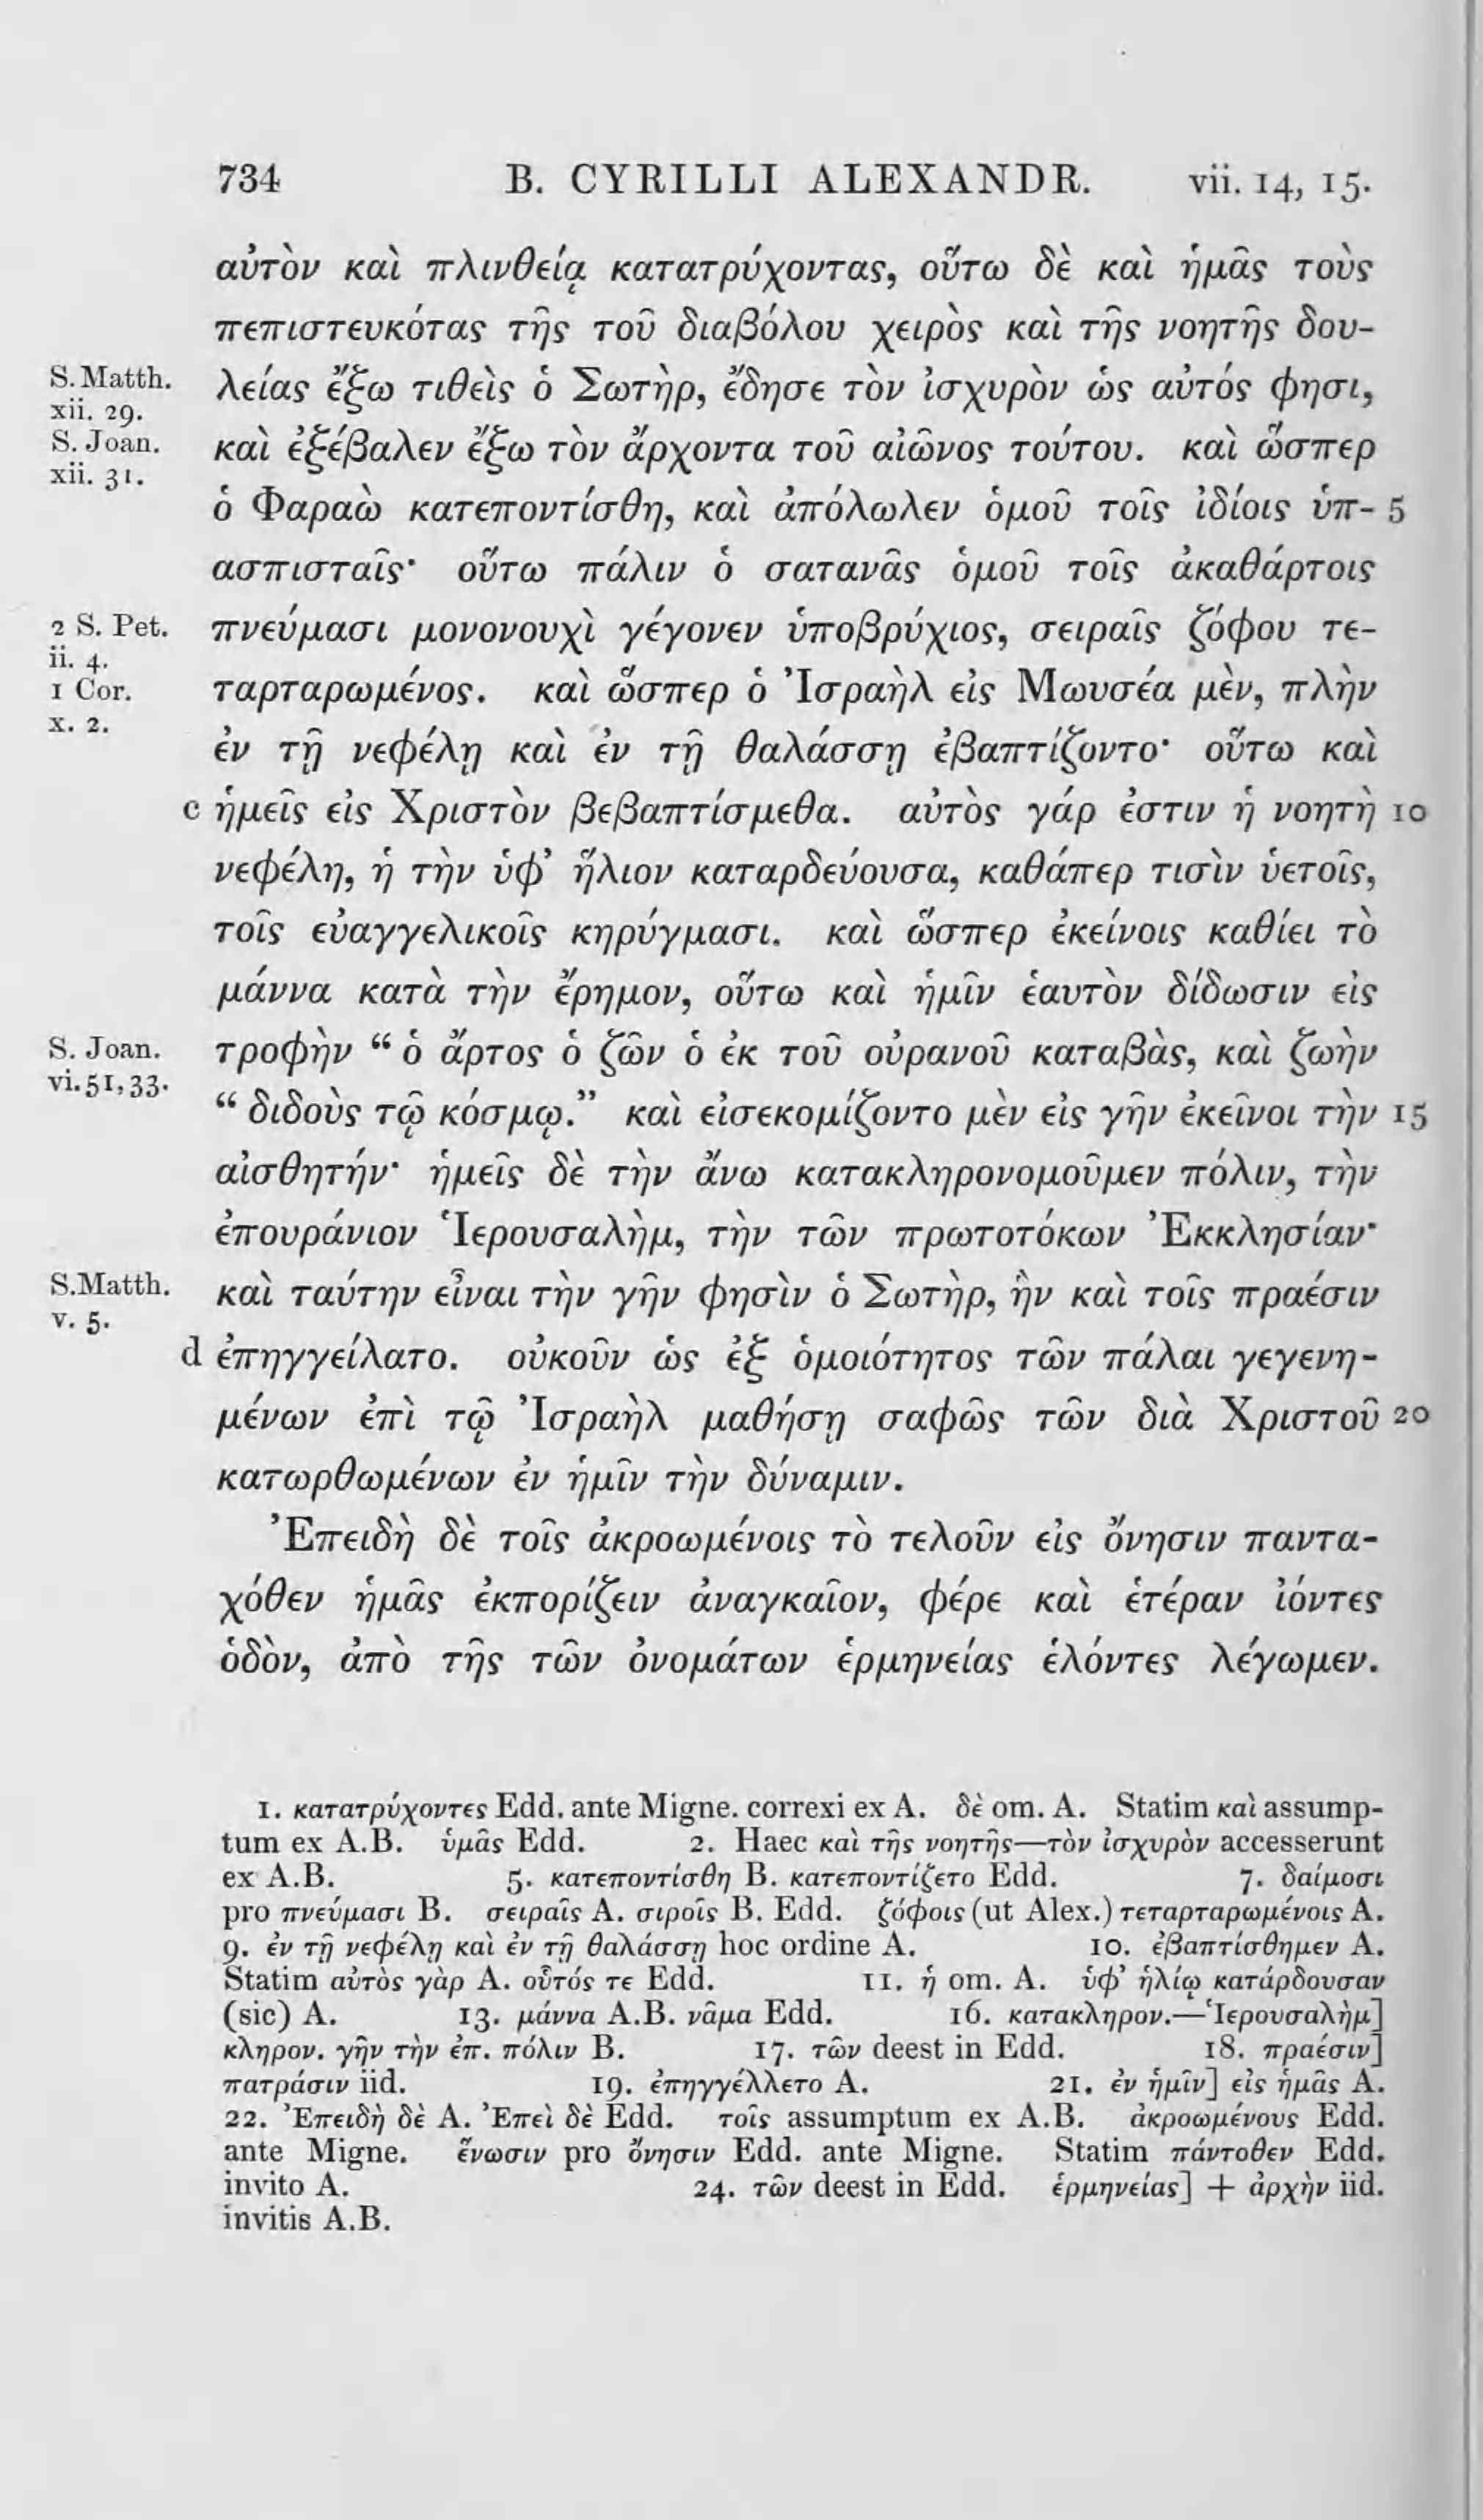 734 B. CYRILLI ALEXANDR. vii. 14, 15.
αὐτὸν καὶ πλινθείᾳ κατατρύχοντας, οὕτω δὲ καὶ ἡμᾶς τοὺς
πεπιστευκότας τῆς τοῦ διαβόλου χειρὸς καὶ τῆς νοητῆς δου-
S. Matth. λείας ἔξω τιθεὶς ὁ Σωτὴρ, ἔδησε τὸν ἰσχυρὸν ὡς αὐτός φησι,
xii. 29.
S. Joan. καὶ ἐξέβαλεν ἔξω τὸν ἄρχοντα τοῦ αἰῶνος τούτου. καὶ ὥσπερ
xii. 31.
ὁ Φαραὼ κατεποντίσθη, καὶ ἀπόλωλεν ὁμοῦ τοῖς ἰδίοις ὑπ- 5
ασπισταῖς· οὕτω πάλιν ὁ σατανᾶς ὁμοῦ τοῖς ἀκαθάρτοις
2 S. Pet. πνεύμασι μονονουχὶ γέγονεν ὑποβρύχιος, σειραῖς ζόφου τε-
ii. 4.
1 Cor. ταρταρωμένος. καὶ ὥσπερ ὁ Ἰσραὴλ εἰς Μωυσέα μὲν, πλὴν
x. 2.
ἐν τῇ νεφέλῃ καὶ ἐν τῇ θαλάσσῃ ἐβαπτίζοντο· οὕτω καὶ
c ἡμεῖς εἰς Χριστὸν βεβαπτίσμεθα. αὐτὸς γάρ ἐστιν ἡ νοητὴ 10
νεφέλη, ἡ τὴν ὑφ’ ἥλιον καταρδεύουσα, καθάπερ τισὶν ὑετοῖς,
τοῖς εὐαγγελικοῖς κηρύγμασι. καὶ ὥσπερ ἐκείνοις καθίει τὸ
μάννα κατὰ τὴν ἔρημον, οὕτω καὶ ἡμῖν ἑαυτὸν δίδωσιν εἰς
S. Joan. τροφὴν “ ὁ ἄρτος ὁ ζῶν ὁ ἐκ τοῦ οὐρανοῦ καταβὰς, καὶ ζωὴν
vi. 51, 33.
“ διδοὺς τῷ κόσμῳ.” καὶ εἰσεκομίζοντο μὲν εἰς γῆν ἐκεῖνοι τὴν 15
αἰσθητήν· ἡμεῖς δὲ τὴν ἄνω κατακληρονομοῦμεν πόλιν, τὴν
ἐπουράνιον Ἱερουσαλὴμ, τὴν τῶν πρωτοτόκων Ἐκκλησίαν·
S. Matth. καὶ ταύτην εἶναι τὴν γῆν φησὶν ὁ Σωτὴρ, ἣν καὶ τοῖς πραέσιν
v. 5.
d ἐπηγγείλατο. οὐκοῦν ὡς ἐξ ὁμοιότητος τῶν πάλαι γεγενη-
μένων ἐπὶ τῷ Ἰσραὴλ μαθήσῃ σαφῶς τῶν διὰ Χριστοῦ 20
κατωρθωμένων ἐν ἡμῖν τὴν δύναμιν.
Ἐπειδὴ δὲ τοῖς ἀκροωμένοις τὸ τελοῦν εἰς ὄνησιν παντα-
χόθεν ἡμᾶς ἐκπορίζειν ἀναγκαῖον, φέρε καὶ ἑτέραν ἰόντες
ὁδὸν, ἀπὸ τῆς τῶν ὀνομάτων ἑρμηνείας ἑλόντες λέγωμεν.
1. κατατρύχοντες Edd. ante Migne. correxi ex A. δὲ om. A. Statim καὶ assump-
tum ex A.B. ὑμᾶς Edd. 2. Haec καὶ τῆς νοητῆς—τὸν ἰσχυρὸν accesserunt
ex A.B. 5. κατεποντίσθη B. κατεποντίζετο Edd. 7. δαίμοσι
pro πνεύμασι B. σειραῖς A. σιροῖς B. Edd. ζόφοις (ut Alex.) τεταρταρωμένοις A.
9. ἐν τῇ νεφέλῃ καὶ ἐν τῇ θαλάσσῃ hoc ordine A. 10. ἐβαπτίσθημεν A.
Statim αὐτὸς γὰρ A. οὗτός τε Edd. 11. ἡ om. A. ὑφ’ ἡλίῳ κατάρδουσαν
(sic) A. 13. μάννα A.B. νᾶμα Edd. 16. κατακληρον.—Ἱερουσαλὴμ]
κληρον. γῆν τὴν ἐπ. πόλιν B. 17. τῶν deest in Edd. 18. πραέσιν]
πατράσιν iid. 19. ἐπηγγέλλετο A. 21. ἐν ἡμῖν] εἰς ἡμᾶς A.
22. Ἐπειδὴ δὲ A. Ἐπεὶ δὲ Edd. τοῖς assumptum ex A.B. ἀκροωμένους Edd.
ante Migne. ἕνωσιν pro ὄνησιν Edd. ante Migne. Statim πάντοθεν Edd.
invito A. 24. τῶν deest in Edd. ἑρμηνείας] + ἀρχὴν iid.
invitis A.B.